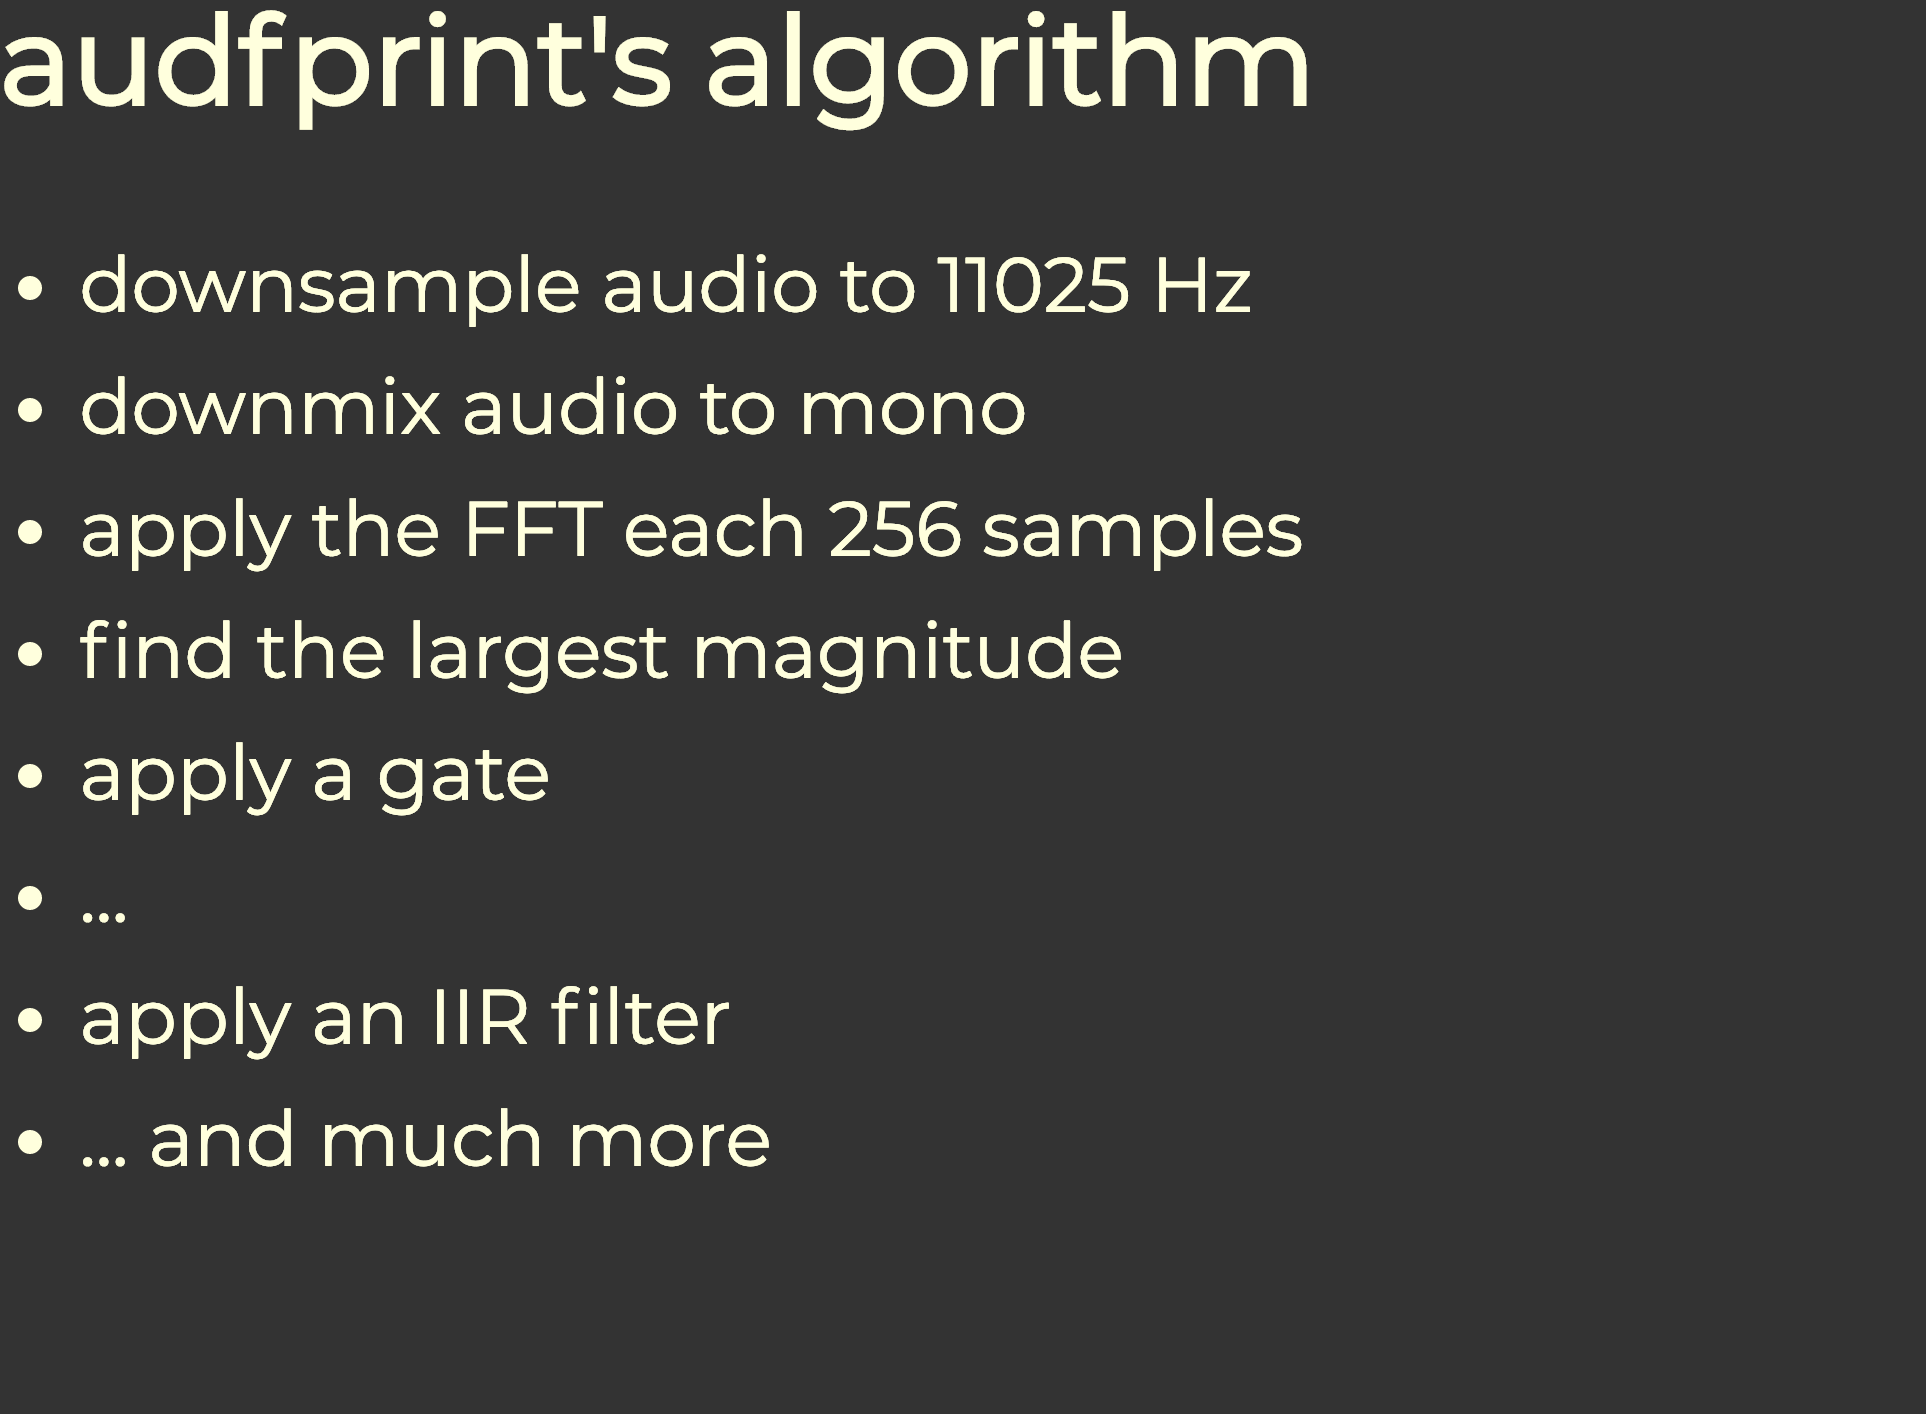 audfprint's algorithm
• downsample audio to 11025 Hz
• downmix audio to mono
• apply the FFT each 256 samples
• find the largest magnitude
• apply a gate
• ...
• apply an IIR filter
• ... and much more